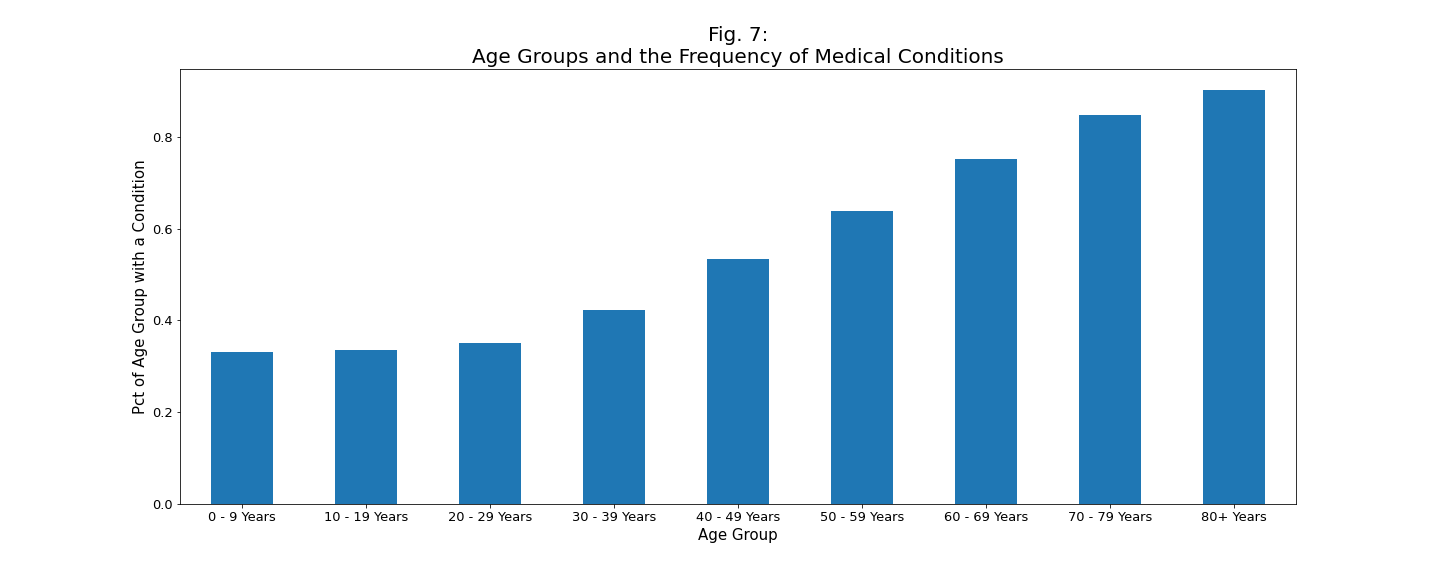 Fig. 7:
Age Groups and the Frequency of Medical Conditions
Pct of Age Group with a Condition
0.8
0.6
0.4
0.2
0.0
0 - 9 Years
10 - 19 Years
20 - 29 Years
30 - 39 Years
40 - 49 Years
50 - 59 Years
60 - 69 Years
70 - 79 Years
80+ Years
Age Group